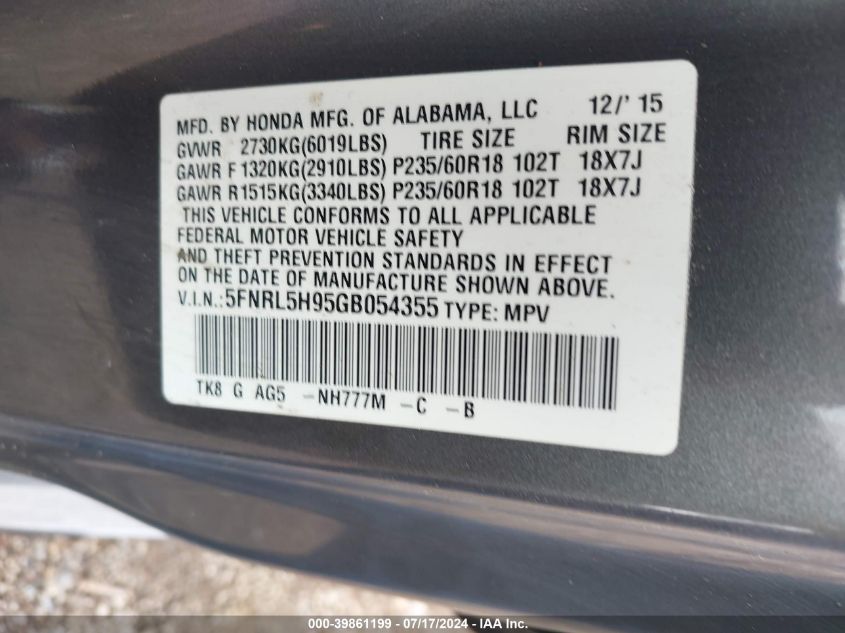 MFD. BY HONDA MFG. OF ALABAMA, LLC 12/' 15
GVWR 2730KG(6019LBS) TIRE SIZE RIM SIZE
GAWR F 1320KG(2910LBS) P235/60R18 102T 18X7J
GAWR R 1515KG(3340LBS) P235/60R18 102T 18X7J
THIS VEHICLE CONFORMS TO ALL APPLICABLE
FEDERAL MOTOR VEHICLE SAFETY
AND THEFT PREVENTION STANDARDS IN EFFECT
ON THE DATE OF MANUFACTURE SHOWN ABOVE.
V.I.N.:5FNRL5H95GB054355 TYPE: MPV
TK8 G AG5 -NH777M -C -B
000-39861199 - 07/17/2024 - IAAI.COM